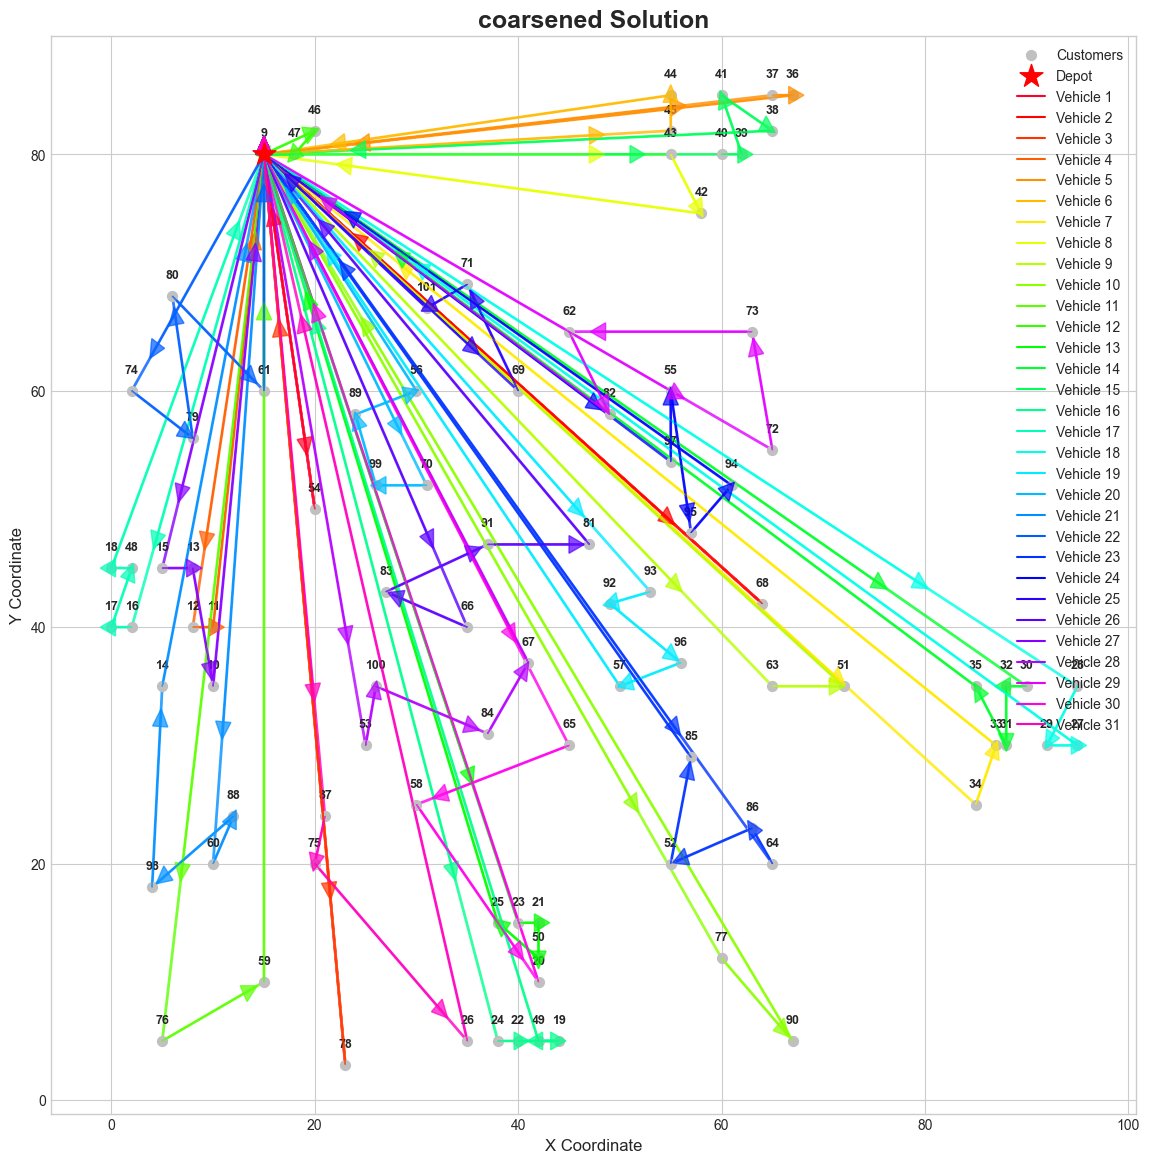 coarsened Solution
Customers
Depot
Vehicle 1
Vehicle 2
Vehicle 3
Vehicle 4
Vehicle 5
Vehicle 6
Vehicle 7
Vehicle 8
Vehicle 9
Vehicle 10
Vehicle 11
Vehicle 12
Vehicle 13
Vehicle 14
Vehicle 15
Vehicle 16
Vehicle 17
Vehicle 18
Vehicle 19
Vehicle 20
Vehicle 21
Vehicle 22
Vehicle 23
Vehicle 24
Vehicle 25
Vehicle 26
Vehicle 27
Vehicle 28
Vehicle 29
Vehicle 30
Vehicle 31
44 41 37 36
46 45 38
9 47 43 40 39
42
80 71
101
62 73
74 61 56 69 55
89 82
79 72
99 70 97 94
54 95
91 81
18 48 15 13
83 93
92 68
17 16 12 11 66
67 96
14 10 100 57 63 51 35 32 30 28
53 84 65 85 33 31 29 27
88 87 58 34
86
60 75 52 64
98
25 23 21
50 77
59 20
76 78 26 24 22 49 19 90
80
60
40
20
0
0 20 40 60 80 100
X Coordinate
Y Coordinate